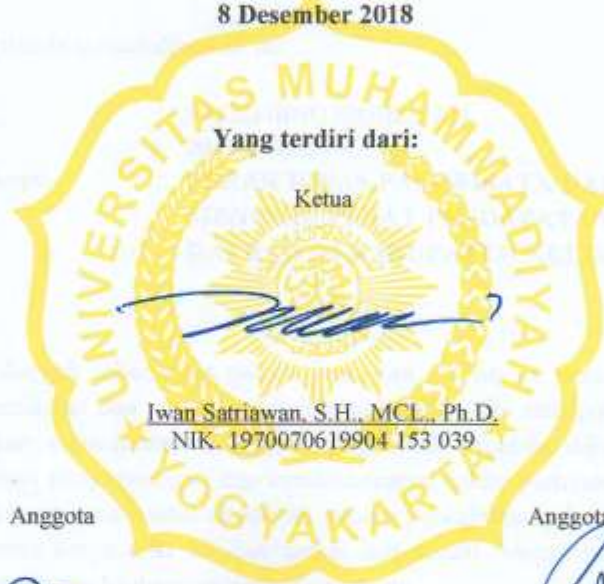 8 Desember 2018
UNIVERSITAS MUHAMMADIYAH
YOGYAKARTA
Yang terdiri dari:
Ketua
Iwan Satriawan, S.H., MCL., Ph.D.
NIK. 1970070619904 153 039
Anggota
Anggota